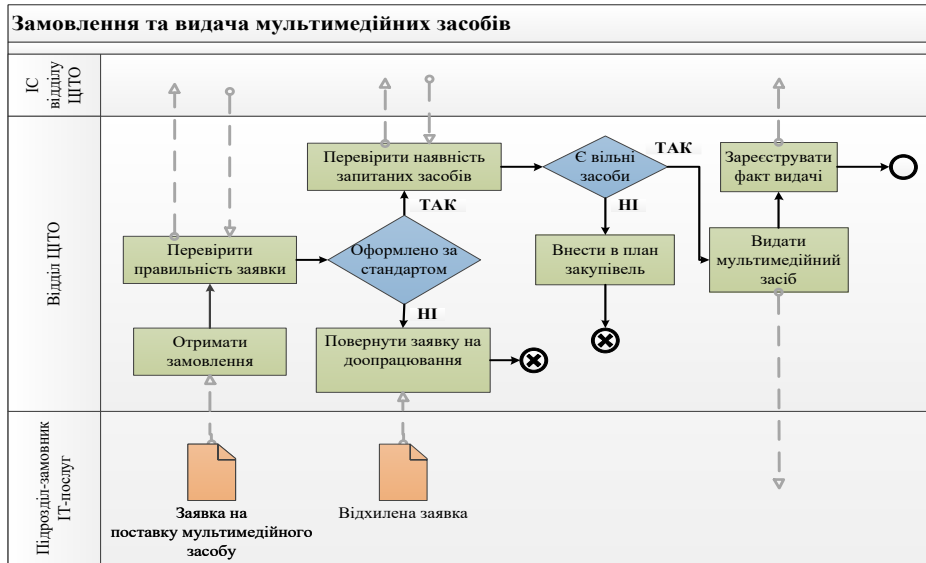 Замовлення та видача мультимедійних засобів
ІС
відділу
ЦІТО
Відділ ЦІТО
Підрозділ-замовник
ІТ-послуг
Перевірити наявність
запитаних засобів
Є вільні
засоби
ТАК
Зареєструвати
факт видачі
ТАК
НІ
Перевірити
правильність заявки
Оформлено за
стандартом
Внести в план
закупівель
Видати
мультимедійний
засіб
НІ
Отримати
замовлення
Повернути заявку на
доопрацювання
Заявка на
поставку мультимедійного
засобу
Відхилена заявка